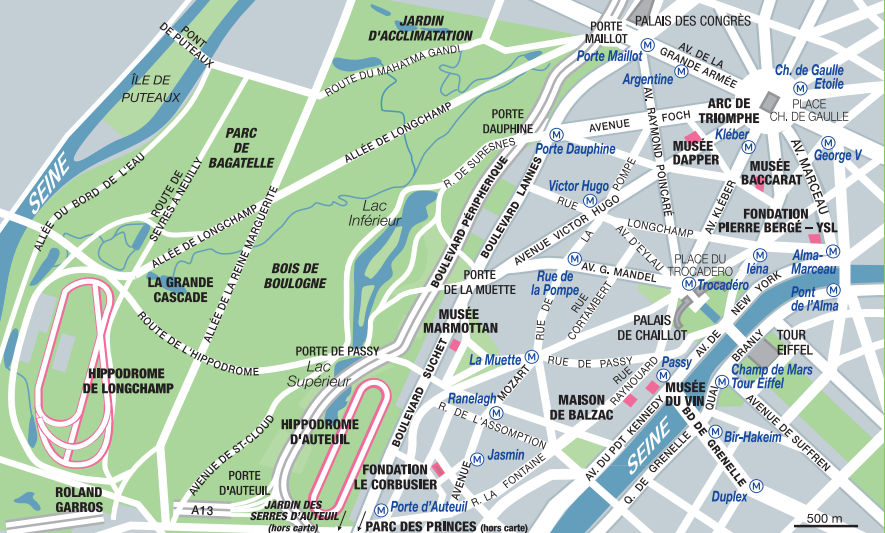 JARDIN
D'ACCLIMATATION
PORTE
MAILLOT
PALAIS DES CONGRÈS
PONT
DE PUTEAUX
Porte Maillot
AV. DE LA
GRANDE ARMÉE
ROUTE DU MAHATMA GANDI
Argentine
Ch. de Gaulle
Etoile
ÎLE DE
PUTEAUX
ARC DE
TRIOMPHE
PLACE
CH. DE GAULLE
PORTE
DAUPHINE
AVENUE FOCH
AV. RAYMOND POINCARÉ
Kléber
PARC
DE
BAGATELLE
ALLÉE DE LONGCHAMP
Porte Dauphine
MUSÉE
DAPPER
George V
SEINE
ALLÉE DU BORD DE L'EAU
ROUTE DE
SÈVRES À NEUILLY
R. DE SURESNES
MUSÉE
BACCARAT
AV. MARCEAU
Victor Hugo
RUE DE LA POMPE
AV KLÉBER
Lac
Inférieur
BOULEVARD PÉRIPHERIQUE
BOULEVARD LANNES
AVENUE VICTOR HUGO
LONGCHAMP
FONDATION
PIERRE BERGÉ – YSL
ALLÉE DE LONGCHAMP
ALLÉE DE LA REINE MARGUERITE
AV. D'EYLAU
RUE
Iéna
Alma-
Marceau
LA GRANDE
CASCADE
BOIS DE
BOULOGNE
PORTE
DE LA MUETTE
Rue de
la Pompe
AV. G. MANDEL
PLACE DU
TROCADERO
Trocadéro
Pont
de l'Alma
RUE
CORTAMBERT
AV. DE NEW YORK
ROUTE DE L'HIPPODROME
MUSÉE
MARMOTTAN
PALAIS
DE CHAILLOT
TOUR
EIFFEL
PORTE DE PASSY
La Muette
RUE DE PASSY
Passy
QUAI BRANLY
HIPPODROME
DE LONGCHAMP
Lac
Supérieur
BOULEVARD SUCHET
RUE
RAYNOUARD
Champ de Mars
Tour Eiffel
Ranelagh
MOZART
MAISON
DE BALZAC
MUSÉE
DU VIN
HIPPODROME
D'AUTEUIL
R. DE L'ASSOMPTION
AVENUE DE SUFFREN
AVENUE DE ST-CLOUD
AV. DU PDT KENNEDY
BD DE GRENELLE
Bir-Hakeim
SEINE
FONDATION
LE CORBUSIER
Jasmin
PORTE
D'AUTEUIL
AVENUE
R. LA FONTAINE
Q. DE GRENELLE
Duplex
ROLAND
GARROS
A13
JARDIN DES
SERRES D'AUTEUIL
(hors carte)
Porte d'Auteuil
PARC DES PRINCES (hors carte)
500 m